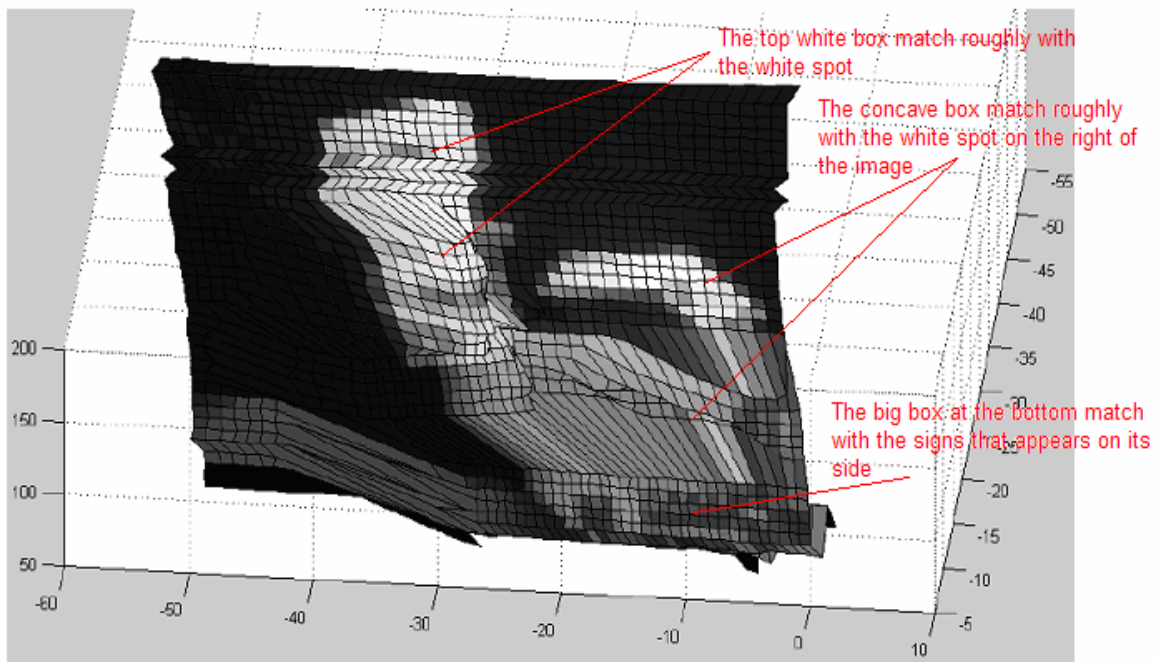 The top white box match roughly with
the white spot
The concave box match roughly
with the white spot on the right of
the image
The big box at the bottom match
with the signs that appears on its
side
-55
-50
-45
-40
-35
-30
-25
-20
-15
-10
-5
200
150
100
50
-60
-50
-40
-30
-20
-10
0
10